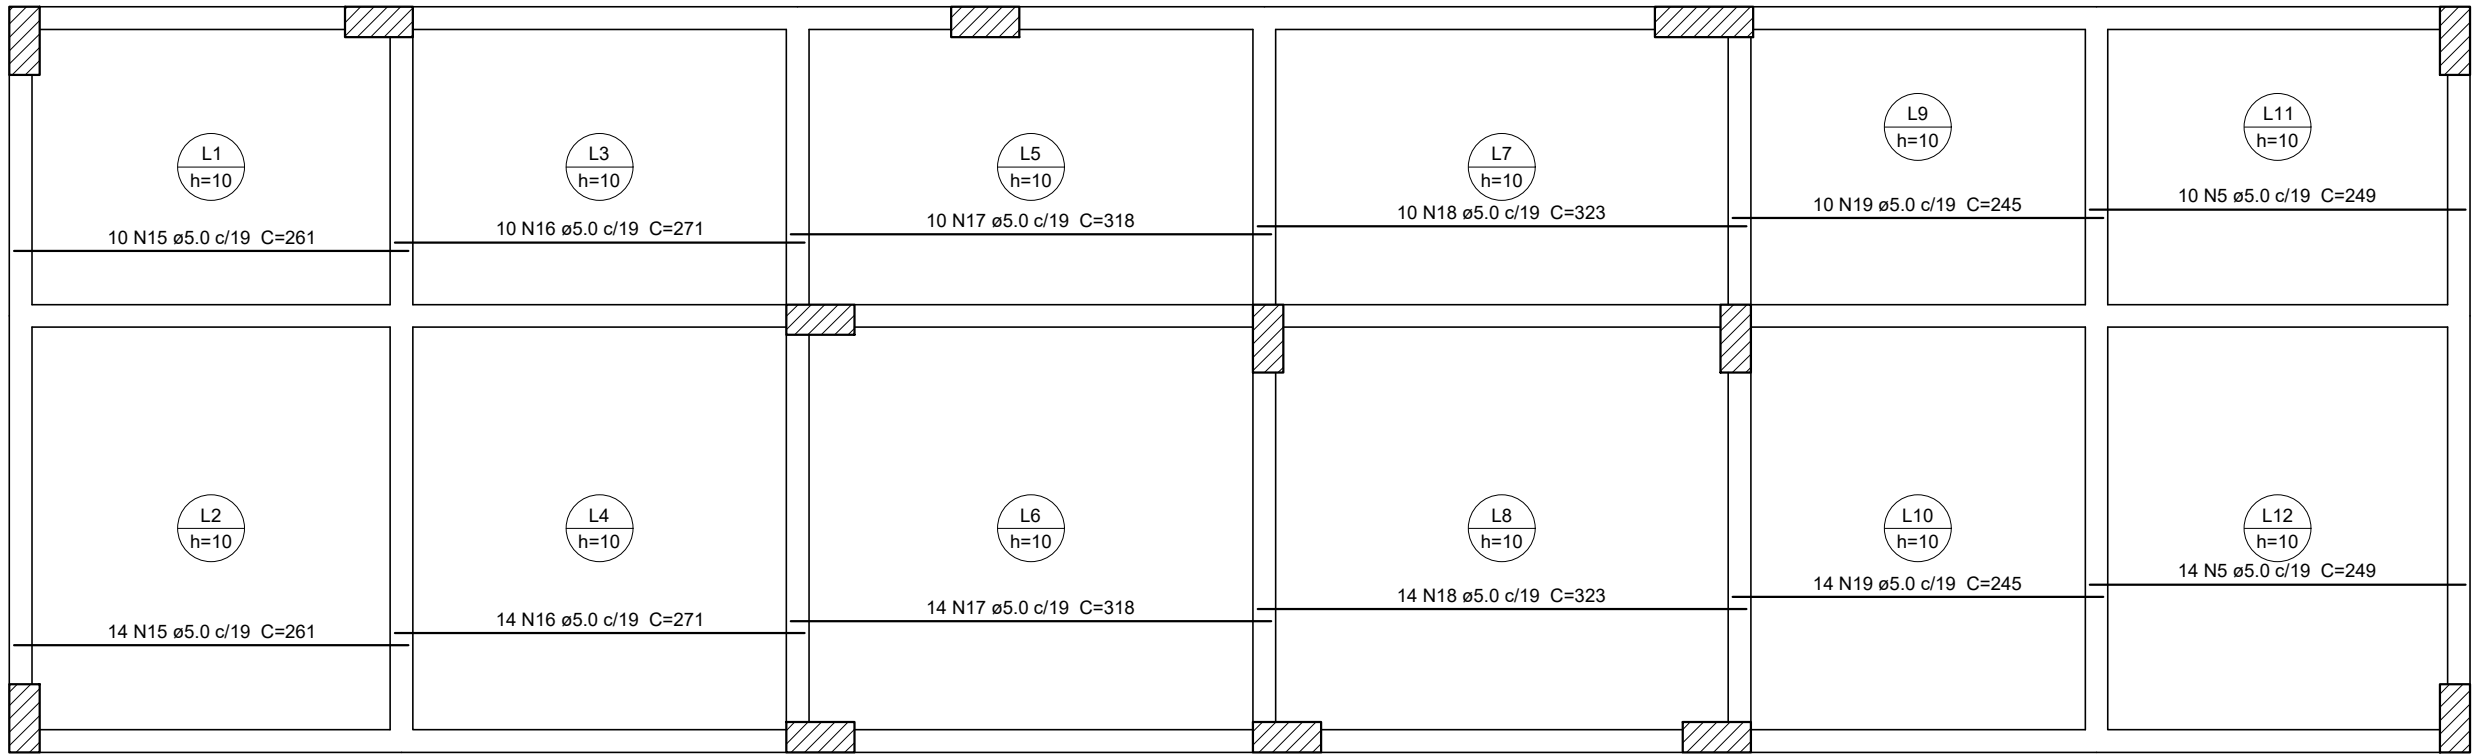 L1
h=10
10 N15 ø5.0 c/19 C=261
L3
h=10
10 N16 ø5.0 c/19 C=271
L5
h=10
10 N17 ø5.0 c/19 C=318
L7
h=10
10 N18 ø5.0 c/19 C=323
L9
h=10
10 N19 ø5.0 c/19 C=245
L11
h=10
10 N5 ø5.0 c/19 C=249
L2
h=10
14 N15 ø5.0 c/19 C=261
L4
h=10
14 N16 ø5.0 c/19 C=271
L6
h=10
14 N17 ø5.0 c/19 C=318
L8
h=10
14 N18 ø5.0 c/19 C=323
L10
h=10
14 N19 ø5.0 c/19 C=245
L12
h=10
14 N5 ø5.0 c/19 C=249